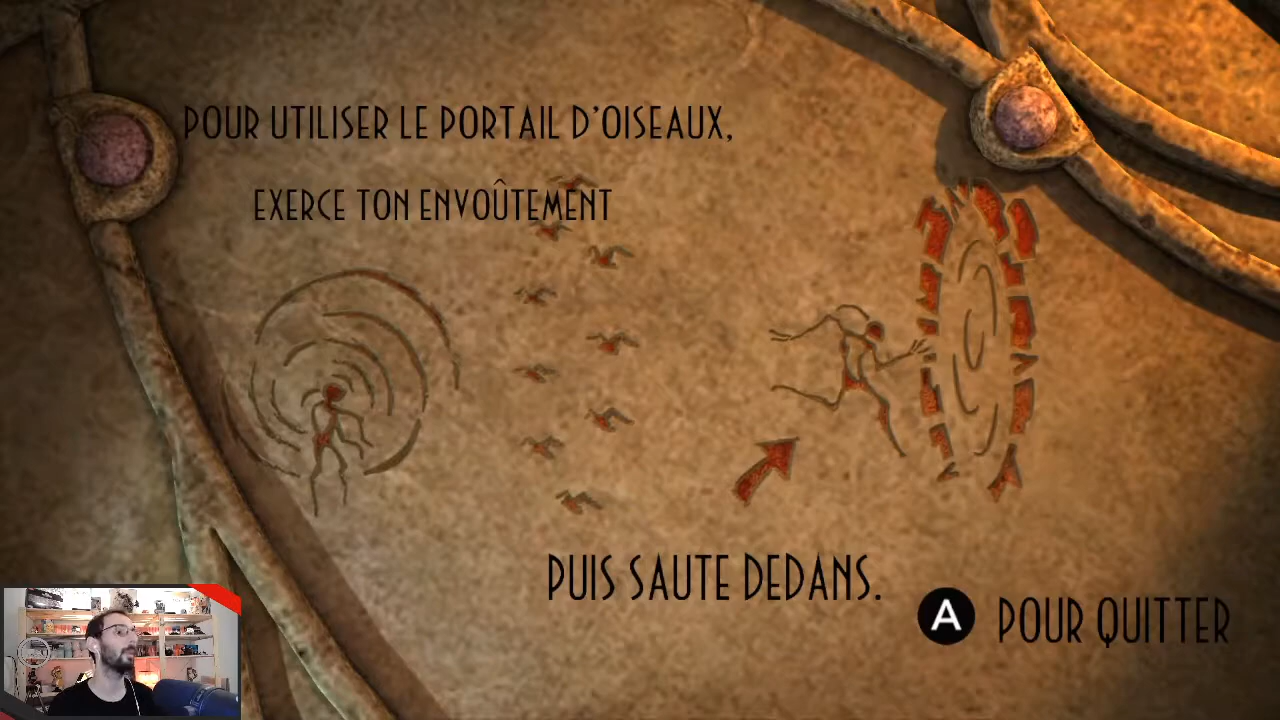 POUR UTILISER LE PORTAIL D'OISEAUX,
EXERCE TON ENVOÛTEMENT
PUIS SAUTE DEDANS.
A POUR QUITTER